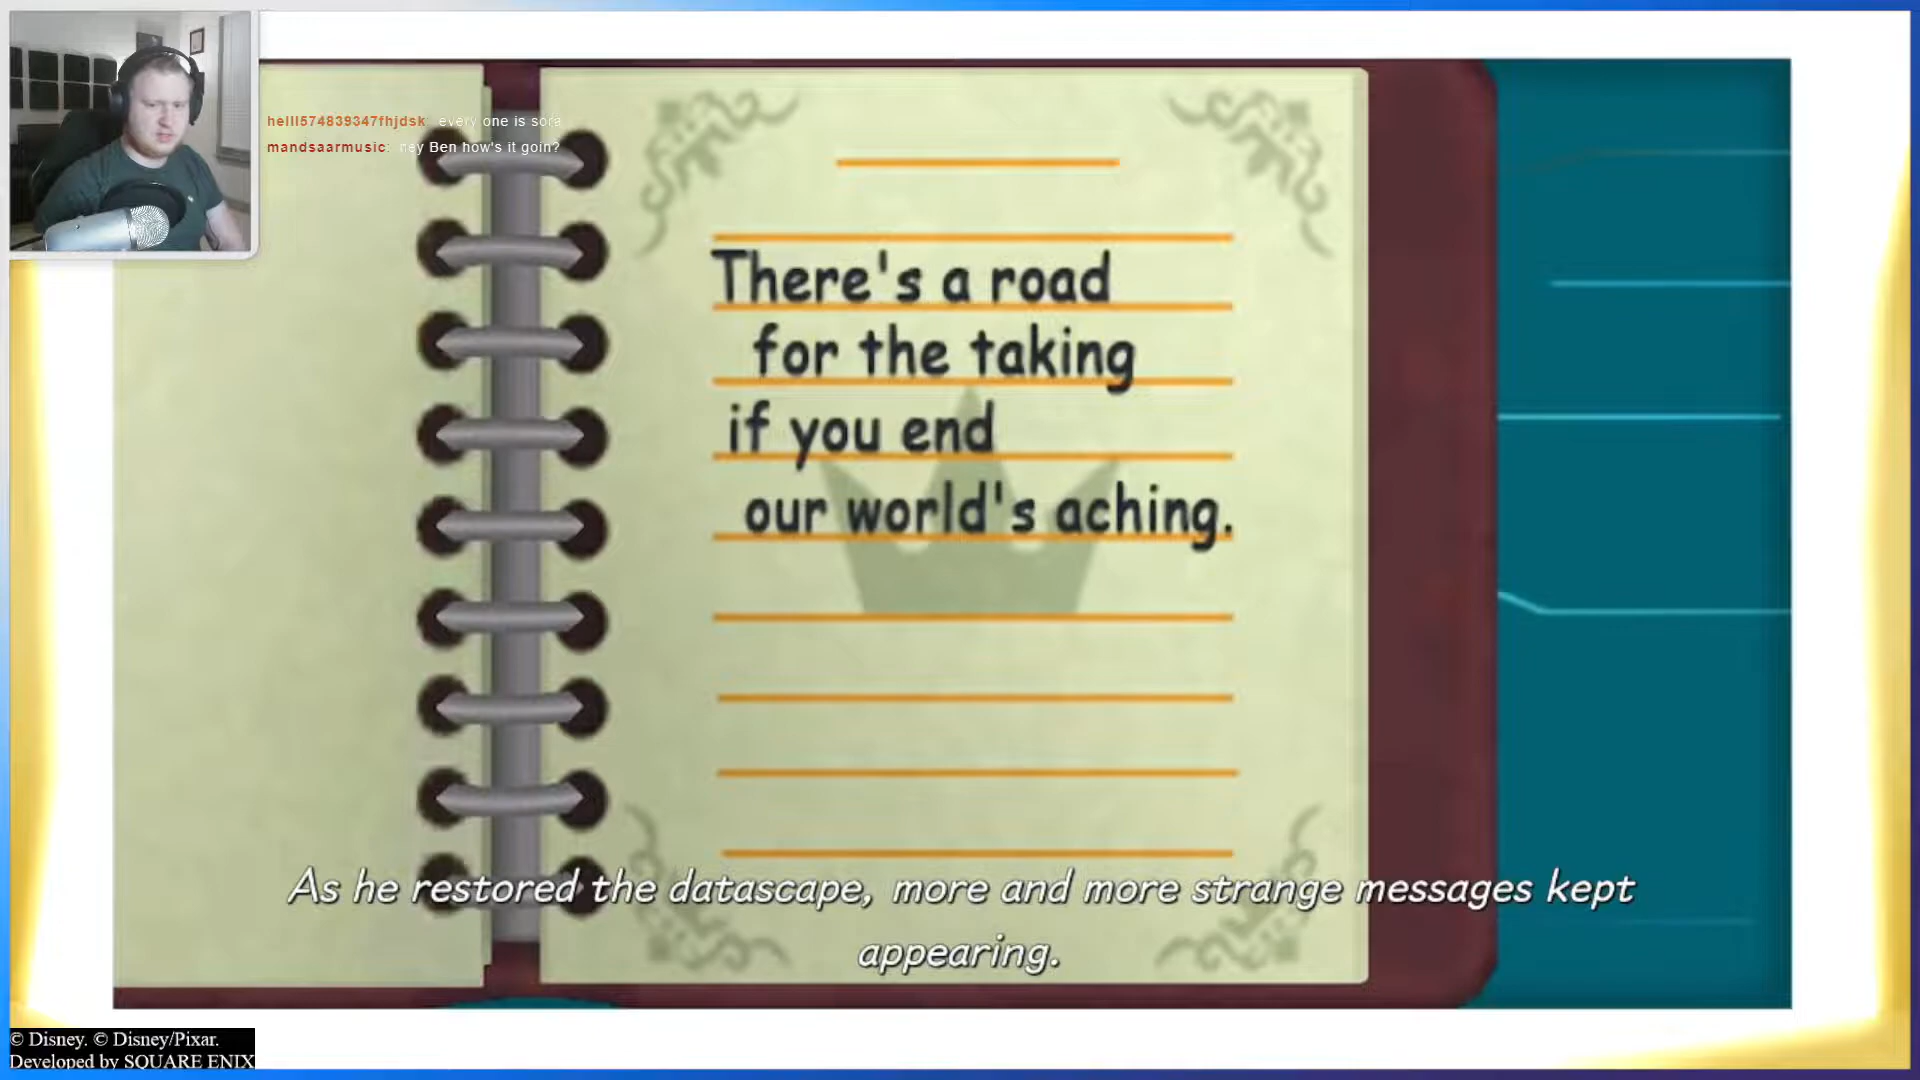 helll574839347fhjdsk: every one is sora
mandsaarmusic: hey Ben how's it goin?
There's a road
for the taking
if you end
our world's aching.
As he restored the datascape, more and more strange messages kept
appearing.
© Disney. © Disney/Pixar.
Developed by SQUARE ENIX